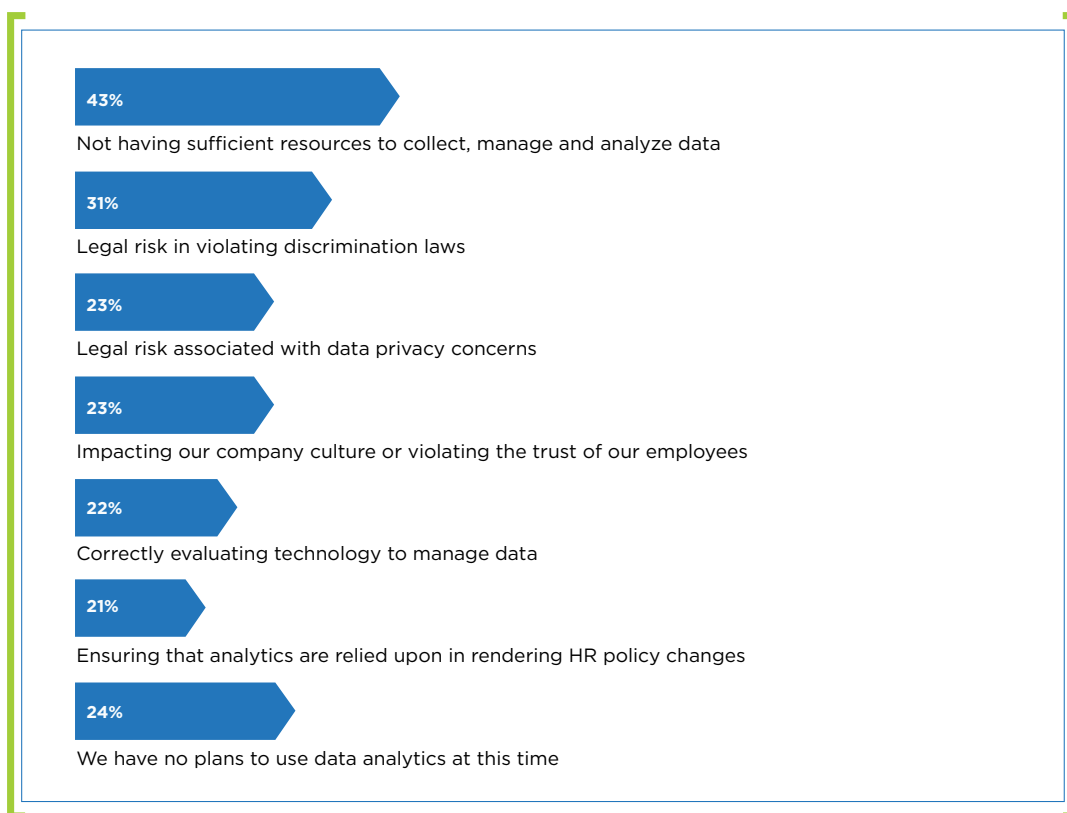 43%
Not having sufficient resources to collect, manage and analyze data
31%
Legal risk in violating discrimination laws
23%
Legal risk associated with data privacy concerns
23%
Impacting our company culture or violating the trust of our employees
22%
Correctly evaluating technology to manage data
21%
Ensuring that analytics are relied upon in rendering HR policy changes
24%
We have no plans to use data analytics at this time